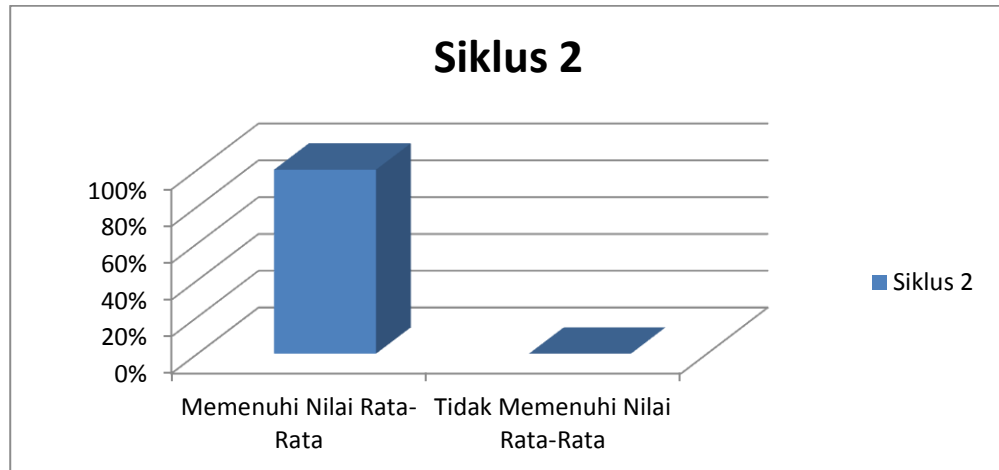 Siklus 2
100%
80%
60%
40%
20%
0%
Memenuhi Nilai Rata-
Rata
Tidak Memenuhi Nilai
Rata-Rata
Siklus 2